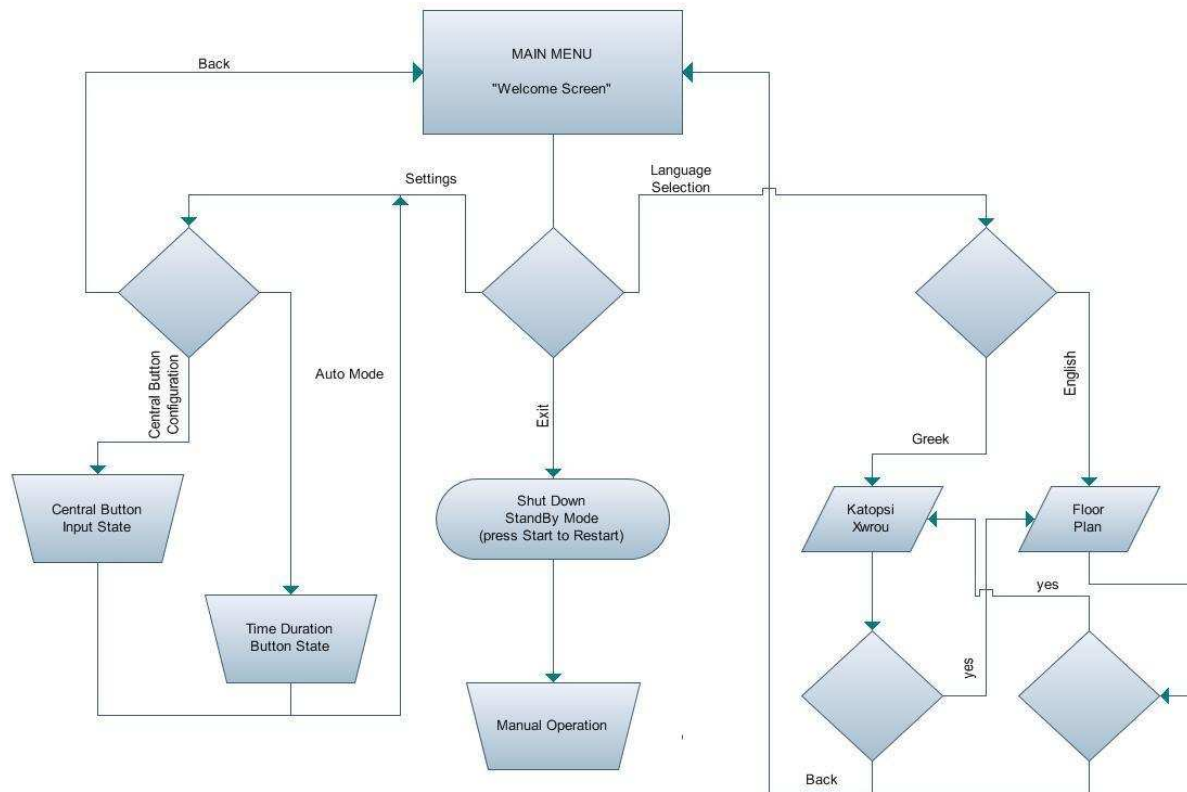 MAIN MENU
"Welcome Screen"
Back
Settings
Language
Selection
Central Button
Configuration
Auto Mode
Exit
Greek
English
Central Button
Input State
Shut Down
StandBy Mode
(press Start to Restart)
Katopsi
Xwrou
Floor
Plan
Time Duration
Button State
yes
yes
Manual Operation
Back